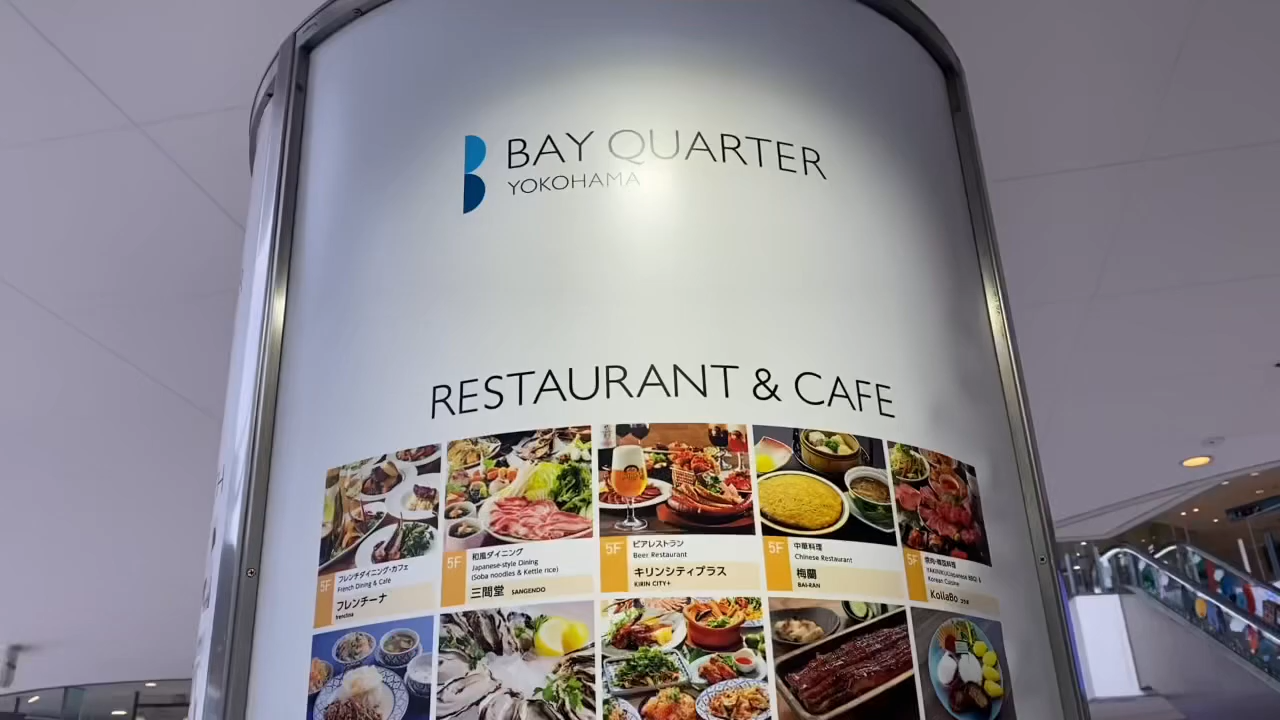 BAY QUARTER
YOKOHAMA
RESTAURANT & CAFE
5F
フレンチダイニング・カフェ
French Dining & Cafe
フレンチーナ
frenchina
5F
和風ダイニング
Japanese-style Dining
(Soba noodles & Kettle rice)
三間堂 SANGENDO
5F
ビアレストラン
Beer Restaurant
キリンシティプラス
KIRIN CITY+
5F
中華料理
Chinese Restaurant
梅蘭
BAI-RAN
5F
焼肉・韓国料理
YAKINIKU(Japanese BBQ) &
Korean Cuisine
KollaBo